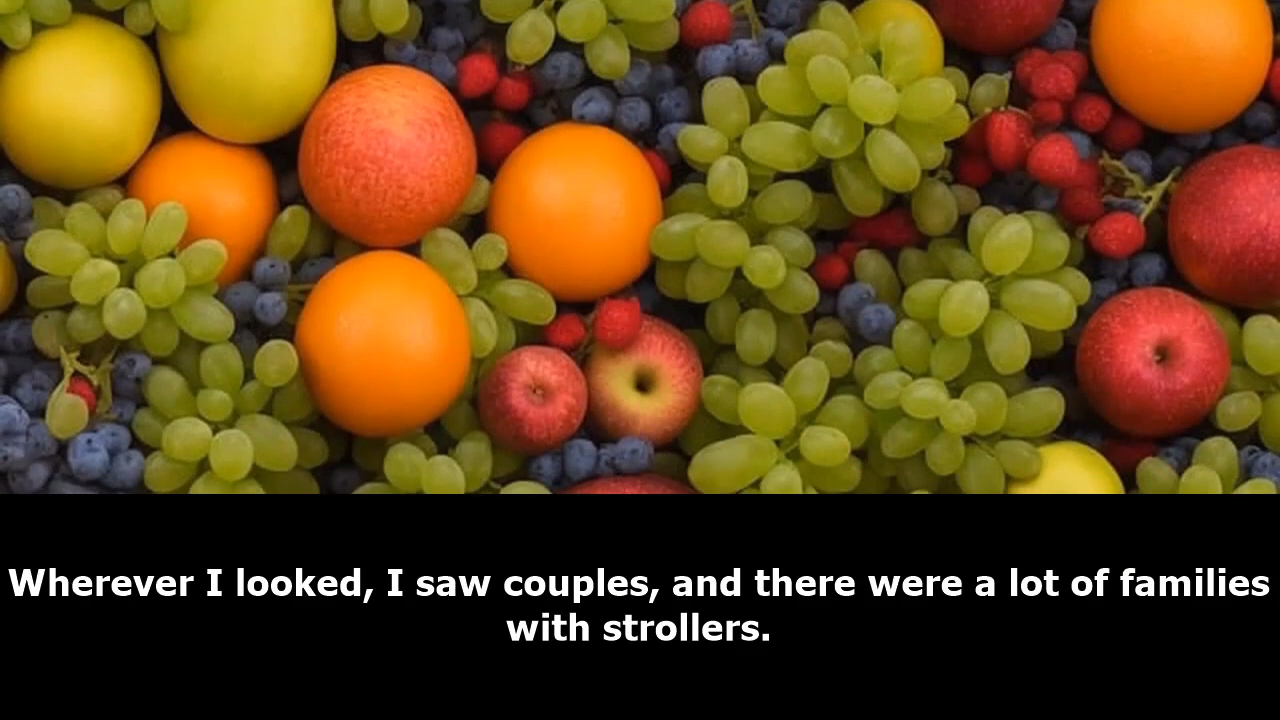 Wherever I looked, I saw couples, and there were a lot of families
with strollers.